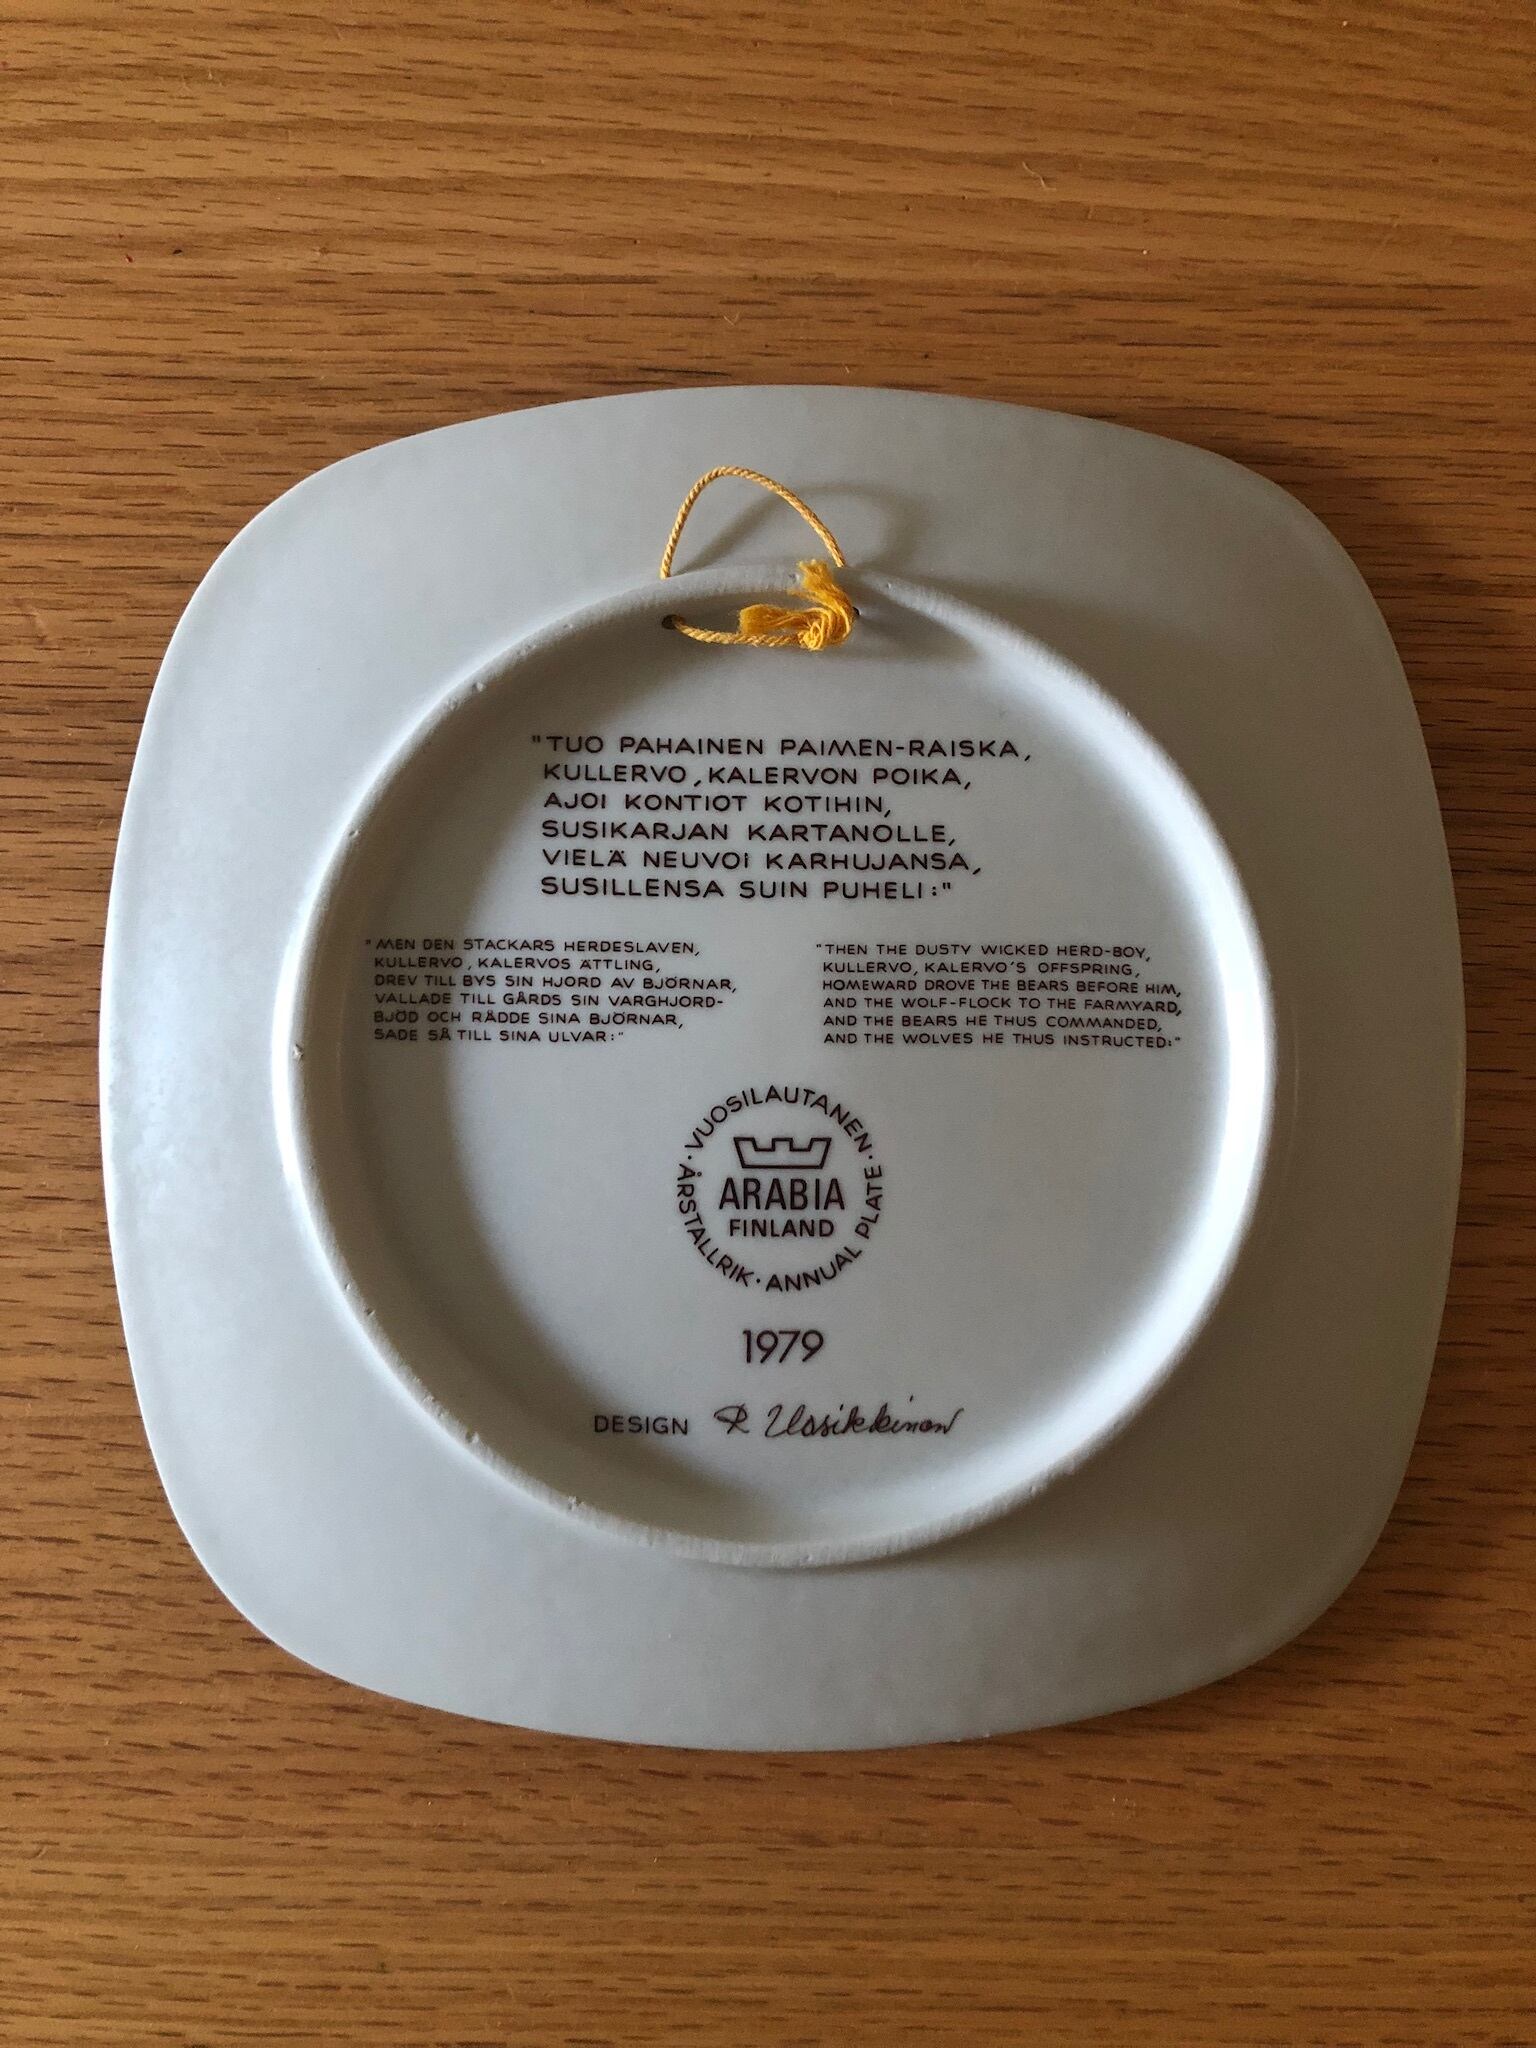 "TUO PAHAINEN PAIMEN-RAISKA,
KULLERVO, KALERVON POIKA,
AJOI KONTIOT KOTIHIN,
SUSIKARJAN KARTANOLLE,
VIELÄ NEUVOI KARHUJANSA,
SUSILLENSA SUIN PUHELI:"
"MEN DEN STACKARS HERDESLAVEN,
KULLERVO, KALERVOS ÄTTLING,
DREV TILL BYS SIN HJORD AV BJÖRNAR,
VALLADE TILL GÅRDS SIN VARGHJORD-
BJÖD OCH RÅDDE SINA BJÖRNAR,
SADE SÅ TILL SINA ULVAR:"
"THEN THE DUSTY WICKED HERD-BOY,
KULLERVO, KALERVO'S OFFSPRING,
HOMEWARD DROVE THE BEARS BEFORE HIM,
AND THE WOLF-FLOCK TO THE FARMYARD,
AND THE BEARS HE THUS COMMANDED,
AND THE WOLVES HE THUS INSTRUCTED:"
· VUOSILAUTANEN ·
ARABIA
FINLAND
ÅRSTALLRIK · ANNUAL PLATE
1979
DESIGN R Uosikkinen